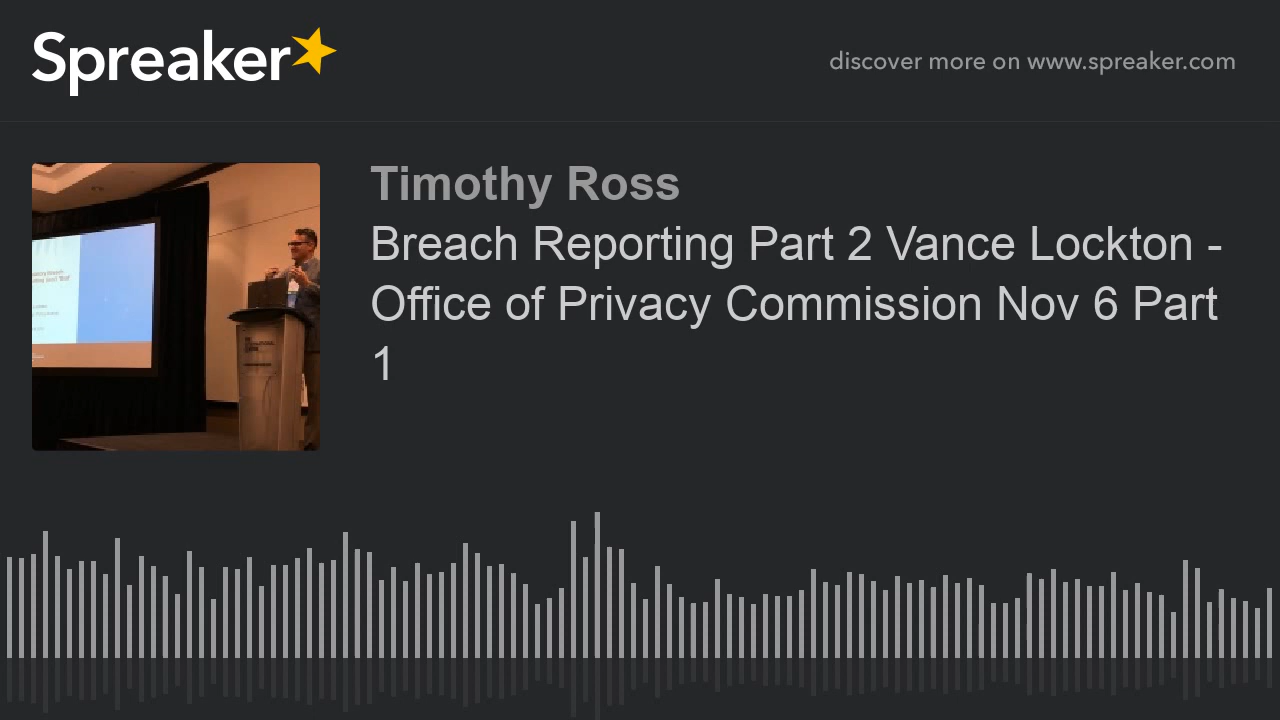 Spreaker
discover more on www.spreaker.com
Timothy Ross
Breach Reporting Part 2 Vance Lockton -
Office of Privacy Commission Nov 6 Part
1